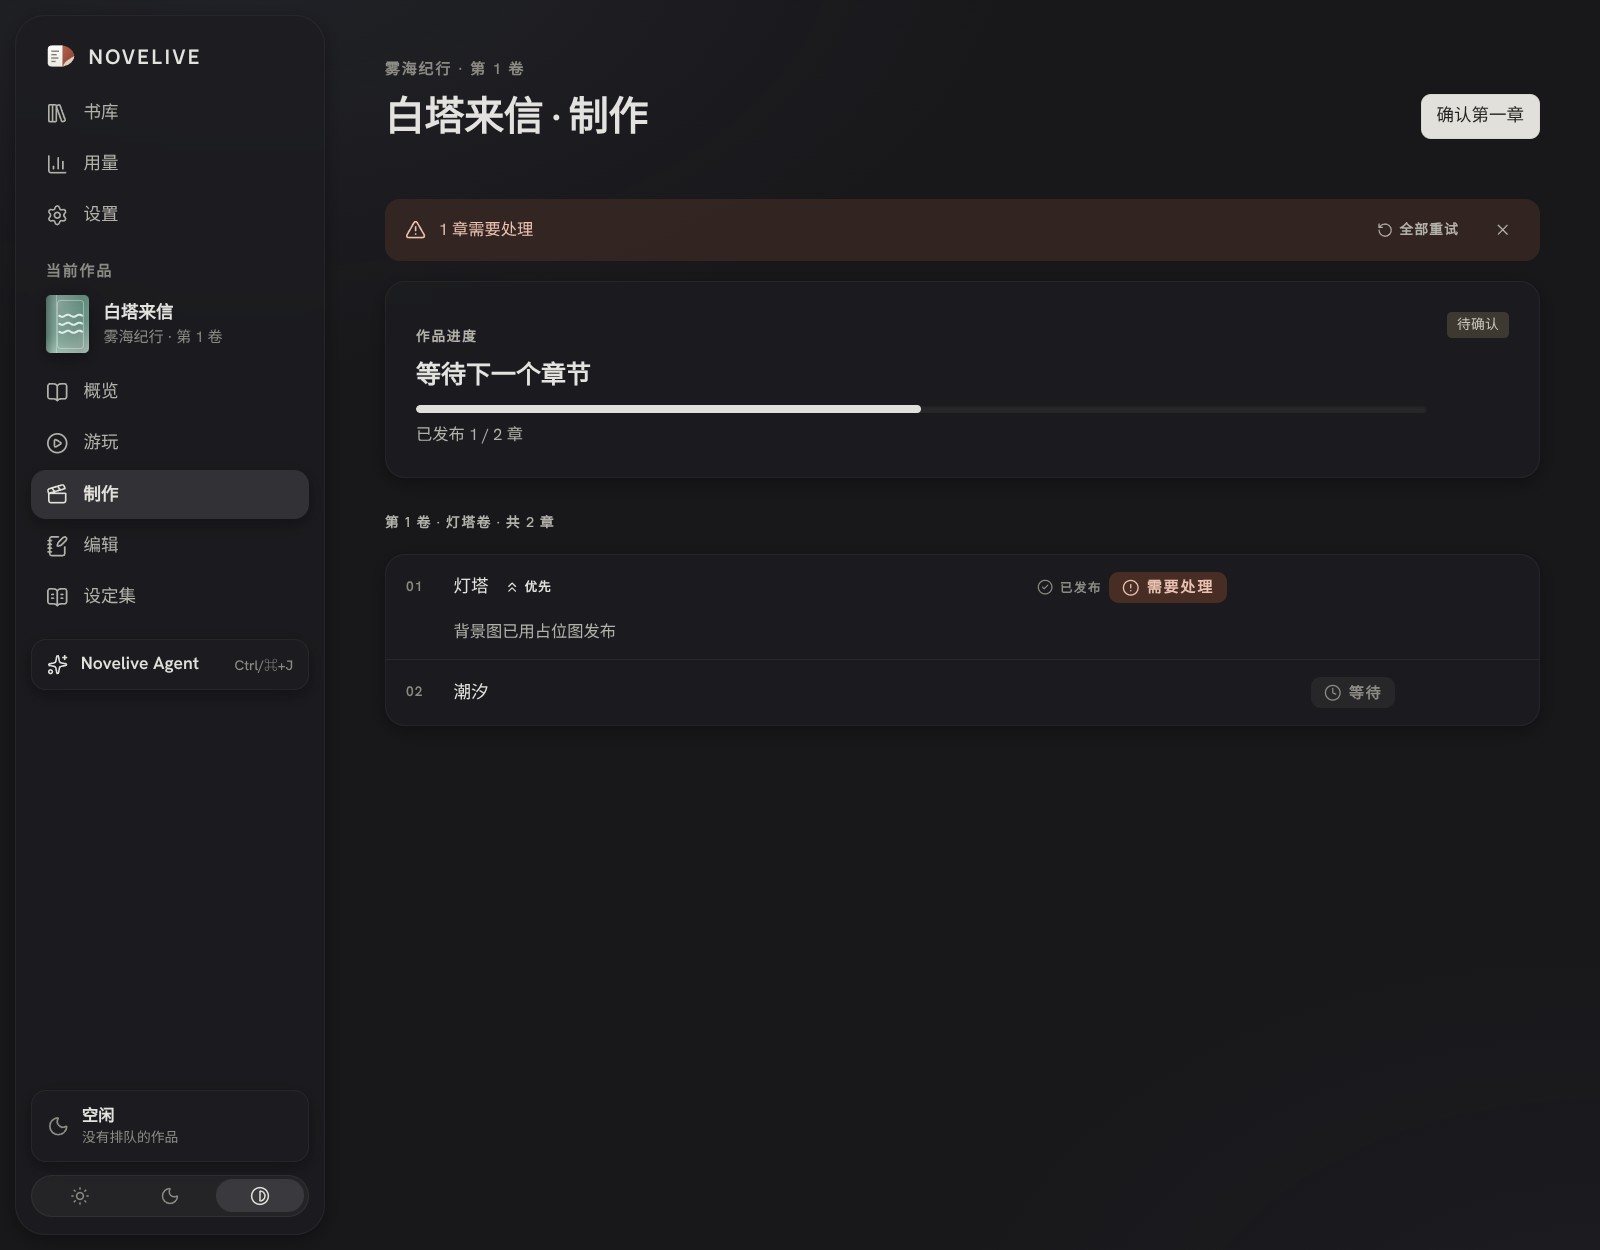 NOVELIVE
书库
用量
设置
当前作品
白塔来信
雾海纪行 · 第 1 卷
概览
游玩
制作
编辑
设定集
Novelive Agent Ctrl/⌘+J
空闲
没有排队的作品
雾海纪行 · 第 1 卷
白塔来信 · 制作
确认第一章
1 章需要处理 全部重试
待确认
作品进度
等待下一个章节
已发布 1 / 2 章
第 1 卷 · 灯塔卷 · 共 2 章
01 灯塔 优先 已发布 需要处理
背景图已用占位图发布
02 潮汐 等待